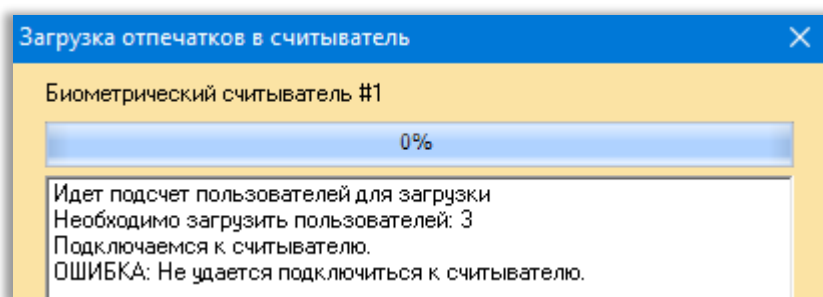 Загрузка отпечатков в считыватель
Биометрический считыватель #1
0%
Идет подсчет пользователей для загрузки
Необходимо загрузить пользователей: 3
Подключаемся к считывателю.
ОШИБКА: Не удается подключиться к считывателю.